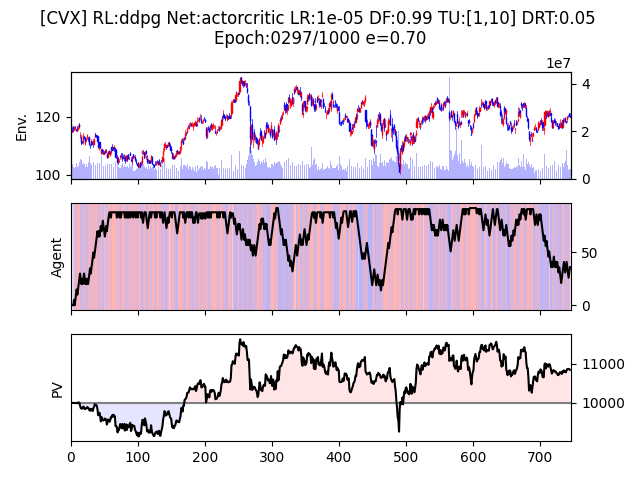 [CVX] RL:ddpg Net:actorcritic LR:1e-05 DF:0.99 TU:[1,10] DRT:0.05
Epoch:0297/1000 e=0.70
1e7
Env.
120
100
4
2
0
Agent
50
0
PV
11000
10000
0 100 200 300 400 500 600 700